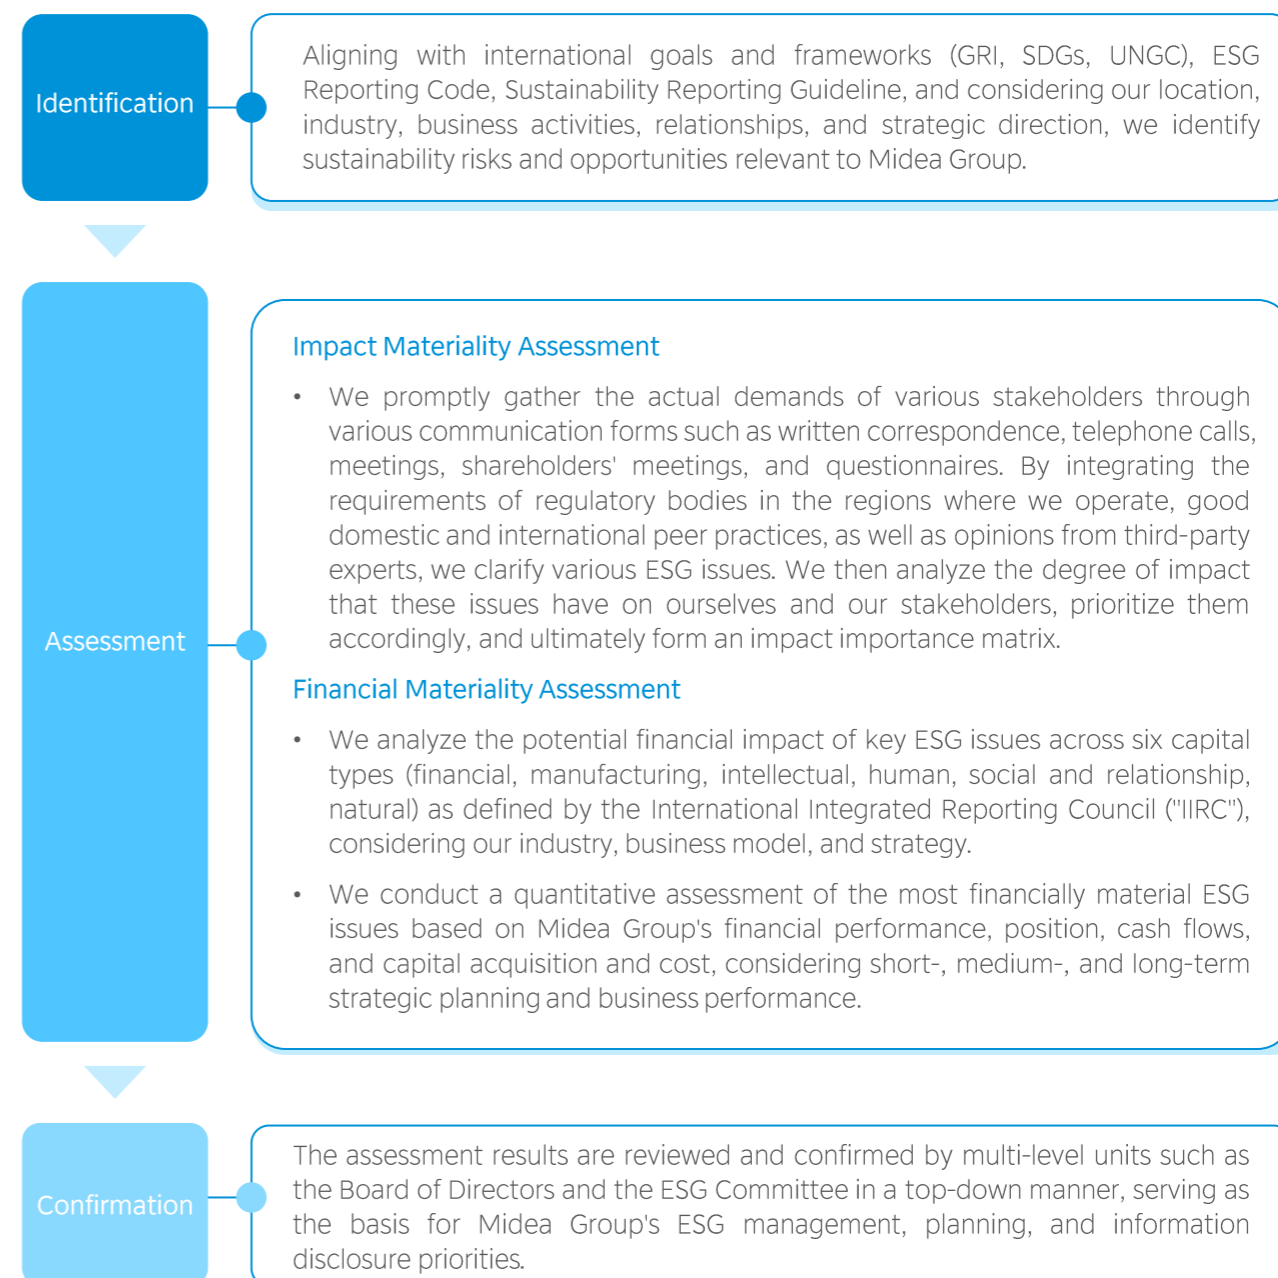 Identification
Aligning with international goals and frameworks (GRI, SDGs, UNGC), ESG
Reporting Code, Sustainability Reporting Guideline, and considering our location,
industry, business activities, relationships, and strategic direction, we identify
sustainability risks and opportunities relevant to Midea Group.
Assessment
Impact Materiality Assessment
• We promptly gather the actual demands of various stakeholders through
various communication forms such as written correspondence, telephone calls,
meetings, shareholders' meetings, and questionnaires. By integrating the
requirements of regulatory bodies in the regions where we operate, good
domestic and international peer practices, as well as opinions from third-party
experts, we clarify various ESG issues. We then analyze the degree of impact
that these issues have on ourselves and our stakeholders, prioritize them
accordingly, and ultimately form an impact importance matrix.
Financial Materiality Assessment
• We analyze the potential financial impact of key ESG issues across six capital
types (financial, manufacturing, intellectual, human, social and relationship,
natural) as defined by the International Integrated Reporting Council ("IIRC"),
considering our industry, business model, and strategy.
• We conduct a quantitative assessment of the most financially material ESG
issues based on Midea Group's financial performance, position, cash flows,
and capital acquisition and cost, considering short-, medium-, and long-term
strategic planning and business performance.
Confirmation
The assessment results are reviewed and confirmed by multi-level units such as
the Board of Directors and the ESG Committee in a top-down manner, serving as
the basis for Midea Group's ESG management, planning, and information
disclosure priorities.